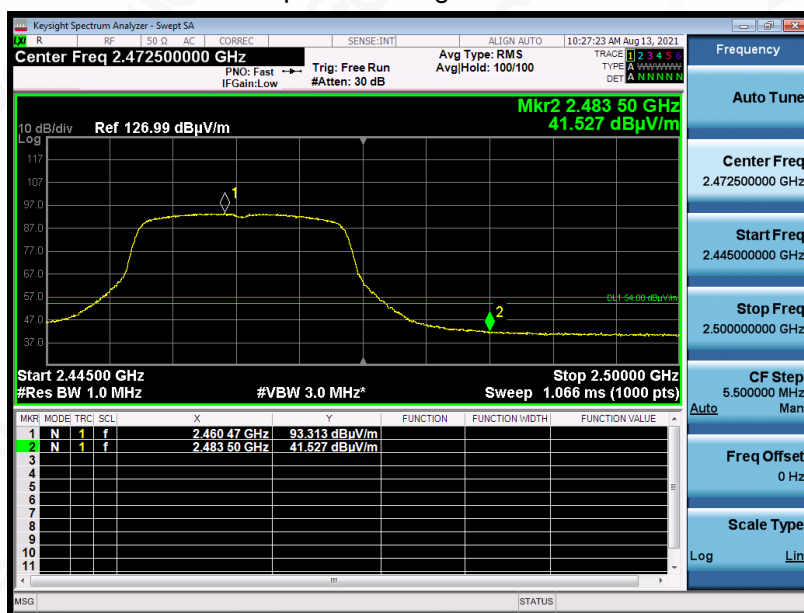 Keysight Spectrum Analyzer - Swept SA
LXI R RF 50 Ω AC CORREC SENSE:INT ALIGN AUTO 10:27:23 AM Aug 13, 2021
Center Freq 2.472500000 GHz
PNO: Fast
IFGain:Low
Trig: Free Run
#Atten: 30 dB
Avg Type: RMS
Avg|Hold: 100/100
TRACE 1 2 3 4 5 6
TYPE A WWWWW
DET A N N N N N
Frequency
Mkr2 2.483 50 GHz
41.527 dBµV/m
10 dB/div Ref 126.99 dBµV/m
Log
117
107
97.0
87.0
77.0
67.0
57.0
47.0
37.0
1
2
DL1 54.00 dBµV/m
Start 2.44500 GHz Stop 2.50000 GHz
#Res BW 1.0 MHz #VBW 3.0 MHz* Sweep 1.066 ms (1000 pts)
MKR MODE TRC SCL X Y FUNCTION FUNCTION WIDTH FUNCTION VALUE
1 N 1 f 2.460 47 GHz 93.313 dBµV/m
2 N 1 f 2.483 50 GHz 41.527 dBµV/m
3
4
5
6
7
8
9
10
11
MSG STATUS
Auto Tune
Center Freq
2.472500000 GHz
Start Freq
2.445000000 GHz
Stop Freq
2.500000000 GHz
CF Step
5.500000 MHz
Auto Man
Freq Offset
0 Hz
Scale Type
Log Lin